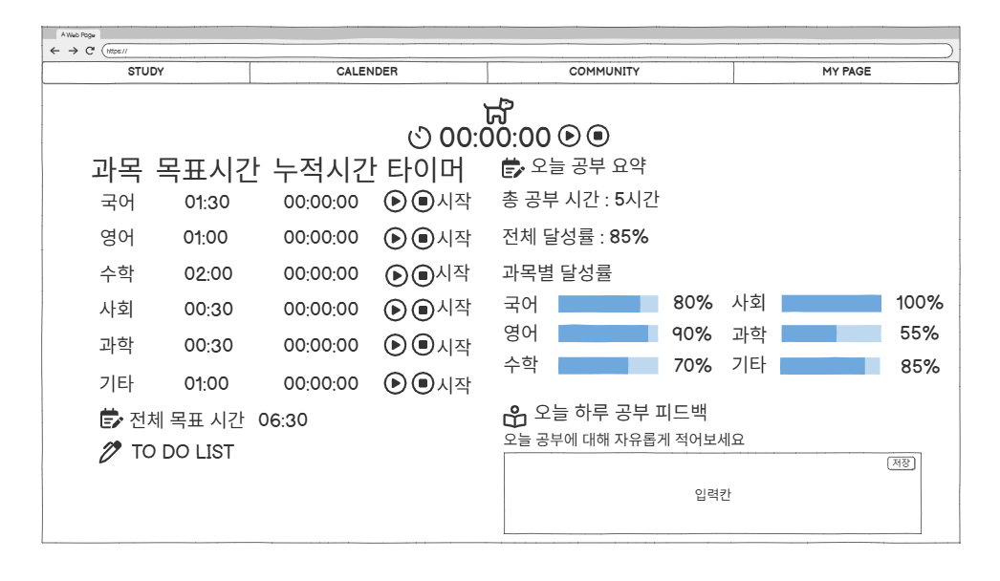 A Web Page
https://
STUDY CALENDER COMMUNITY MY PAGE
00:00:00
과목 목표시간 누적시간 타이머
국어 01:30 00:00:00 시작
영어 01:00 00:00:00 시작
수학 02:00 00:00:00 시작
사회 00:30 00:00:00 시작
과학 00:30 00:00:00 시작
기타 01:00 00:00:00 시작
전체 목표 시간 06:30
TO DO LIST
오늘 공부 요약
총 공부 시간 : 5시간
전체 달성률 : 85%
과목별 달성률
국어 80% 사회 100%
영어 90% 과학 55%
수학 70% 기타 85%
오늘 하루 공부 피드백
오늘 공부에 대해 자유롭게 적어보세요
저장
입력칸